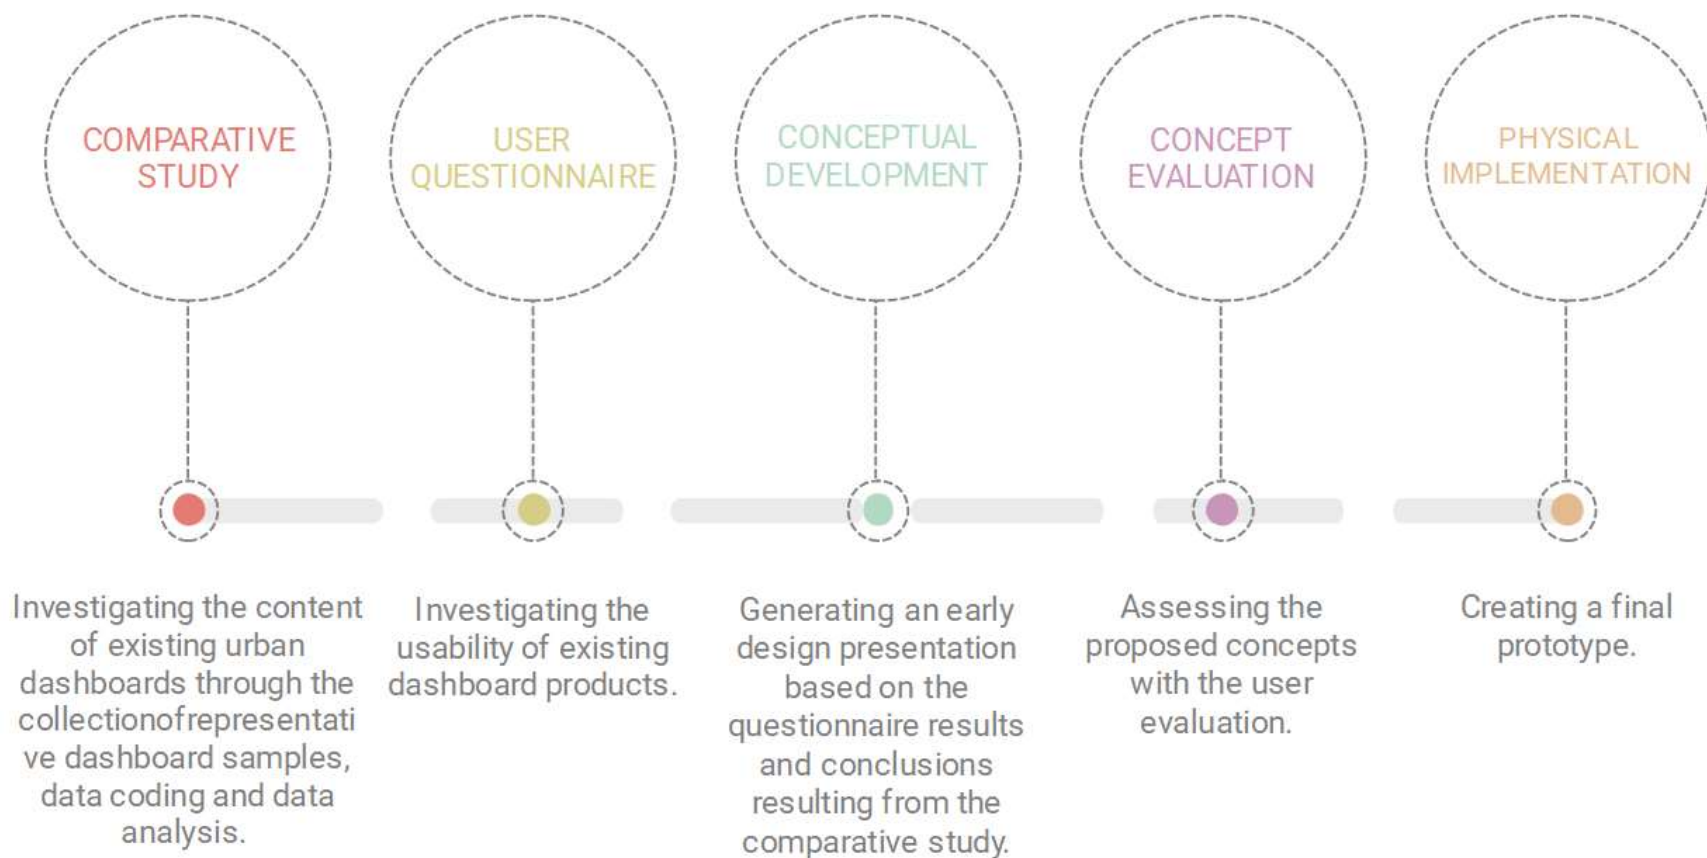 COMPARATIVE
STUDY
USER
QUESTIONNAIRE
CONCEPTUAL
DEVELOPMENT
CONCEPT
EVALUATION
PHYSICAL
IMPLEMENTATION
Investigating the content
of existing urban
dashboards through the
collectionofrepresentati
ve dashboard samples,
data coding and data
analysis.
Investigating the
usability of existing
dashboard products.
Generating an early
design presentation
based on the
questionnaire results
and conclusions
resulting from the
comparative study.
Assessing the
proposed concepts
with the user
evaluation.
Creating a final
prototype.